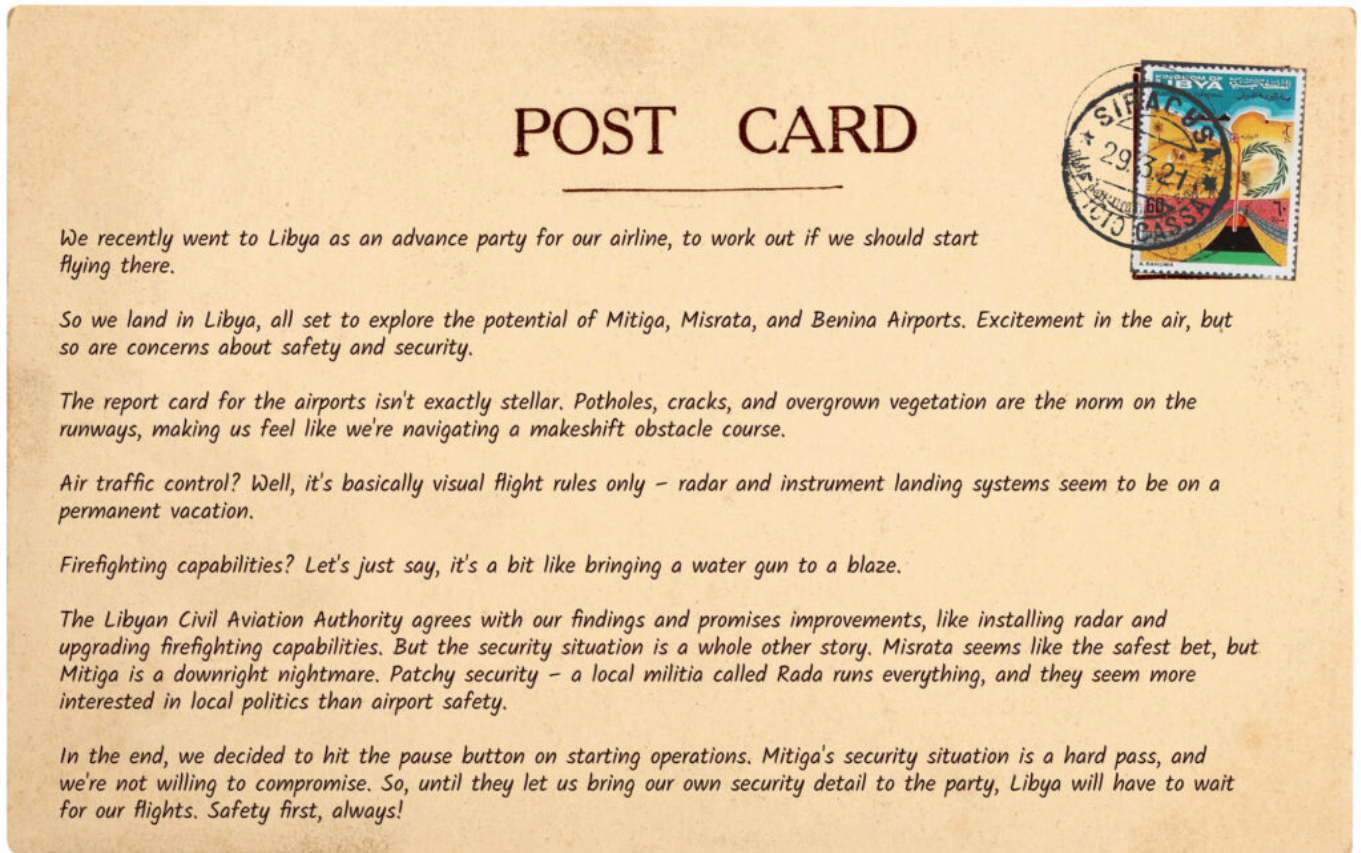 POST CARD
KINGDOM OF
LIBYA
SIRACUSA
29.3.21
60
٦٠
We recently went to Libya as an advance party for our airline, to work out if we should start
flying there.
So we land in Libya, all set to explore the potential of Mitiga, Misrata, and Benina Airports. Excitement in the air, but
so are concerns about safety and security.
The report card for the airports isn't exactly stellar. Potholes, cracks, and overgrown vegetation are the norm on the
runways, making us feel like we're navigating a makeshift obstacle course.
Air traffic control? Well, it's basically visual flight rules only – radar and instrument landing systems seem to be on a
permanent vacation.
Firefighting capabilities? Let's just say, it's a bit like bringing a water gun to a blaze.
The Libyan Civil Aviation Authority agrees with our findings and promises improvements, like installing radar and
upgrading firefighting capabilities. But the security situation is a whole other story. Misrata seems like the safest bet, but
Mitiga is a downright nightmare. Patchy security – a local militia called Rada runs everything, and they seem more
interested in local politics than airport safety.
In the end, we decided to hit the pause button on starting operations. Mitiga's security situation is a hard pass, and
we're not willing to compromise. So, until they let us bring our own security detail to the party, Libya will have to wait
for our flights. Safety first, always!